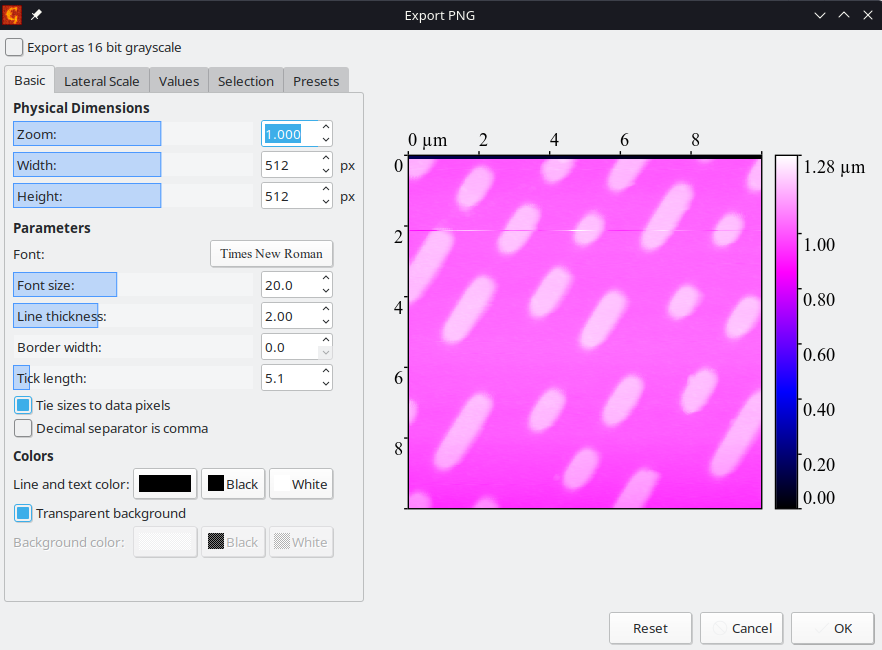 Export PNG
Export as 16 bit grayscale
Basic Lateral Scale Values Selection Presets
Physical Dimensions
Zoom: 1.000
Width: 512 px
Height: 512 px
Parameters
Font: Times New Roman
Font size: 20.0
Line thickness: 2.00
Border width: 0.0
Tick length: 5.1
Tie sizes to data pixels
Decimal separator is comma
Colors
Line and text color: Black White
Transparent background
Background color: Black White
0 µm 2 4 6 8
0
2
4
6
8
1.28 µm
1.00
0.80
0.60
0.40
0.20
0.00
Reset Cancel OK